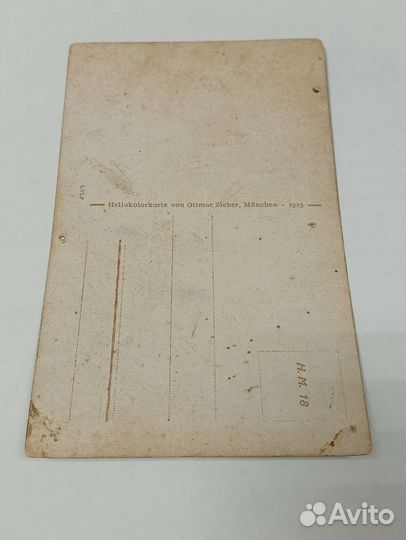 Heliokolorkarte von Ottmar Zieher, München - 1925
H.M. 18
Avito